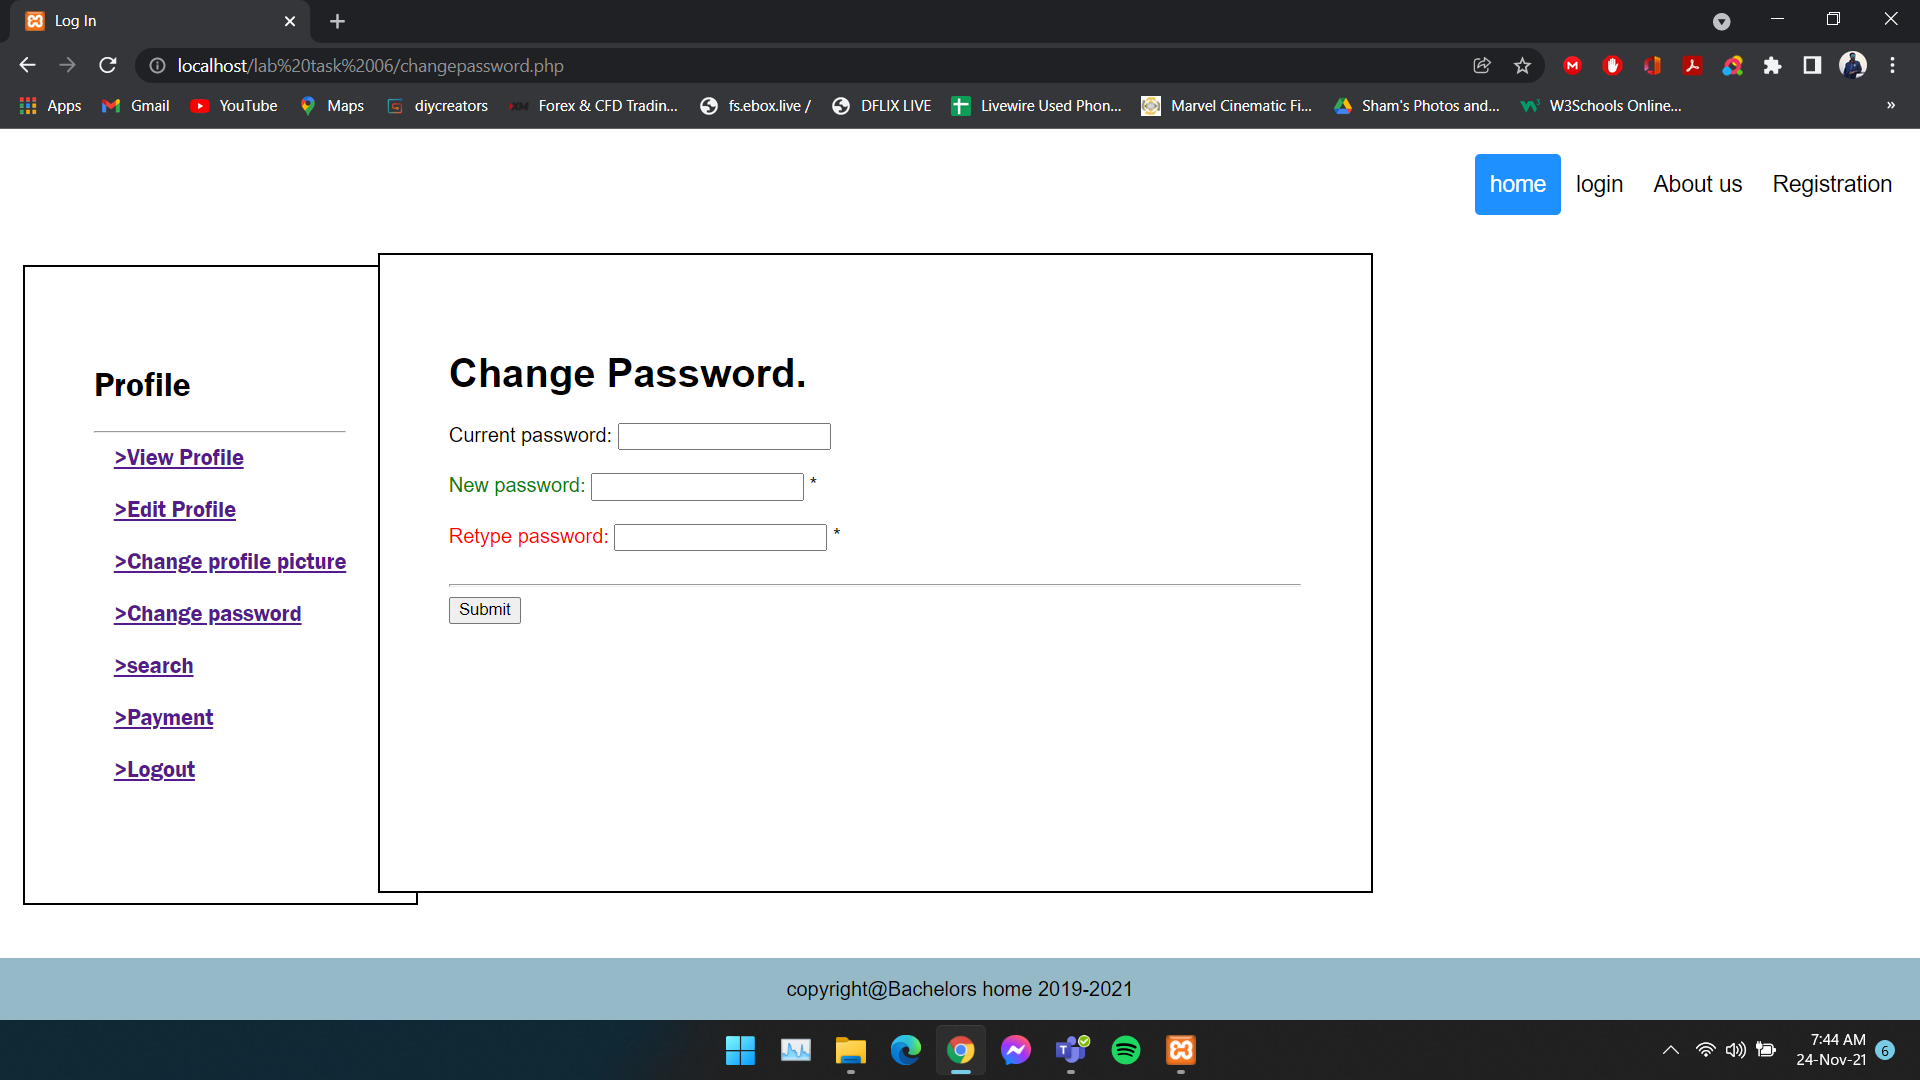 Log In
localhost/lab%20task%2006/changepassword.php
Apps Gmail YouTube Maps diycreators Forex & CFD Tradin... fs.ebox.live / DFLIX LIVE Livewire Used Phon... Marvel Cinematic Fi... Sham's Photos and... W3Schools Online... »
home login About us Registration
Profile
>View Profile
>Edit Profile
>Change profile picture
>Change password
>search
>Payment
>Logout
Change Password.
Current password:
New password: *
Retype password: *
Submit
copyright@Bachelors home 2019-2021
7:44 AM
24-Nov-21 6